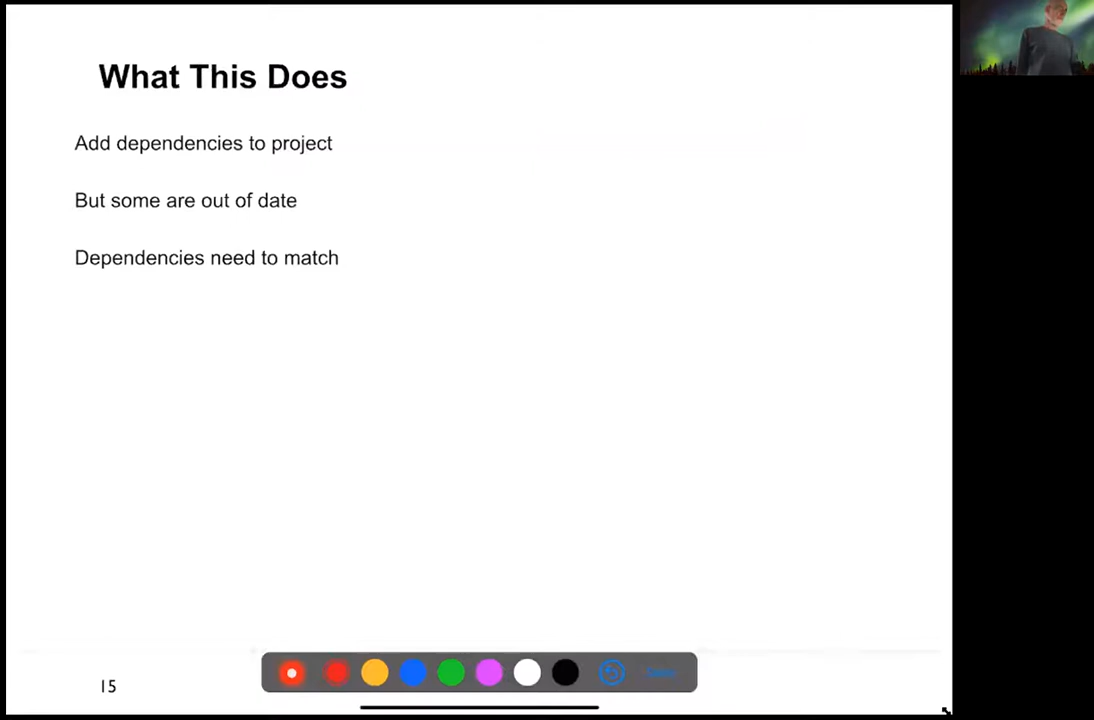 What This Does
Add dependencies to project
But some are out of date
Dependencies need to match
15